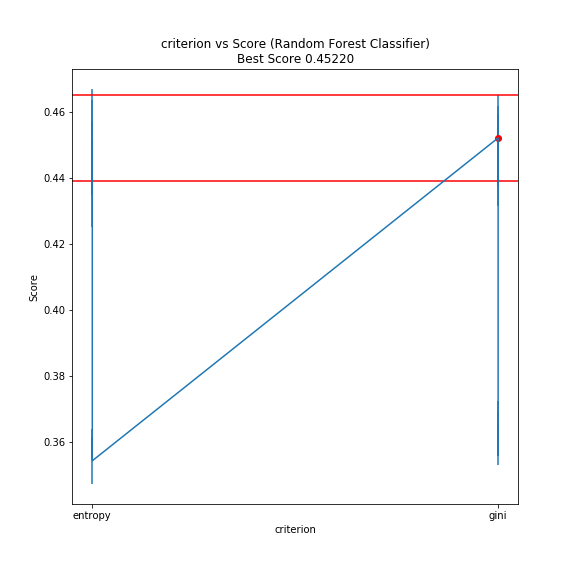 criterion vs Score (Random Forest Classifier)
Best Score 0.45220
0.46
0.44
0.42
0.40
0.38
0.36
Score
entropy
gini
criterion